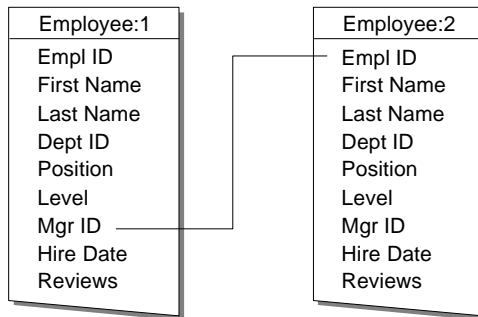 Employee:1
Empl ID
First Name
Last Name
Dept ID
Position
Level
Mgr ID
Hire Date
Reviews
Employee:2
Empl ID
First Name
Last Name
Dept ID
Position
Level
Mgr ID
Hire Date
Reviews